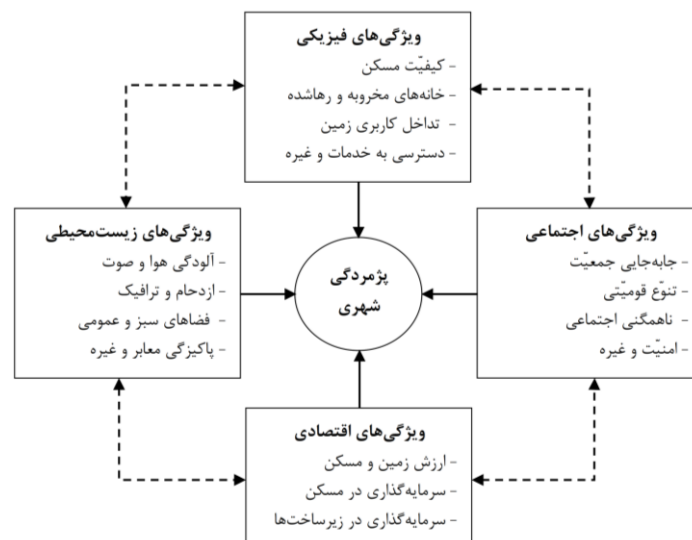 ویژگی‌های فیزیکی
- کیفیّت مسکن
- خانه‌های مخروبه و رهاشده
- تداخل کاربری زمین
- دسترسی به خدمات و غیره
ویژگی‌های اجتماعی
- جابه‌جایی جمعیّت
- تنوّع قومیّتی
- ناهمگنی اجتماعی
- امنیّت و غیره
پژمردگی
شهری
ویژگی‌های زیست‌محیطی
- آلودگی هوا و صوت
- ازدحام و ترافیک
- فضاهای سبز و عمومی
- پاکیزگی معابر و غیره
ویژگی‌های اقتصادی
- ارزش زمین و مسکن
- سرمایه‌گذاری در مسکن
- سرمایه‌گذاری در زیرساخت‌ها